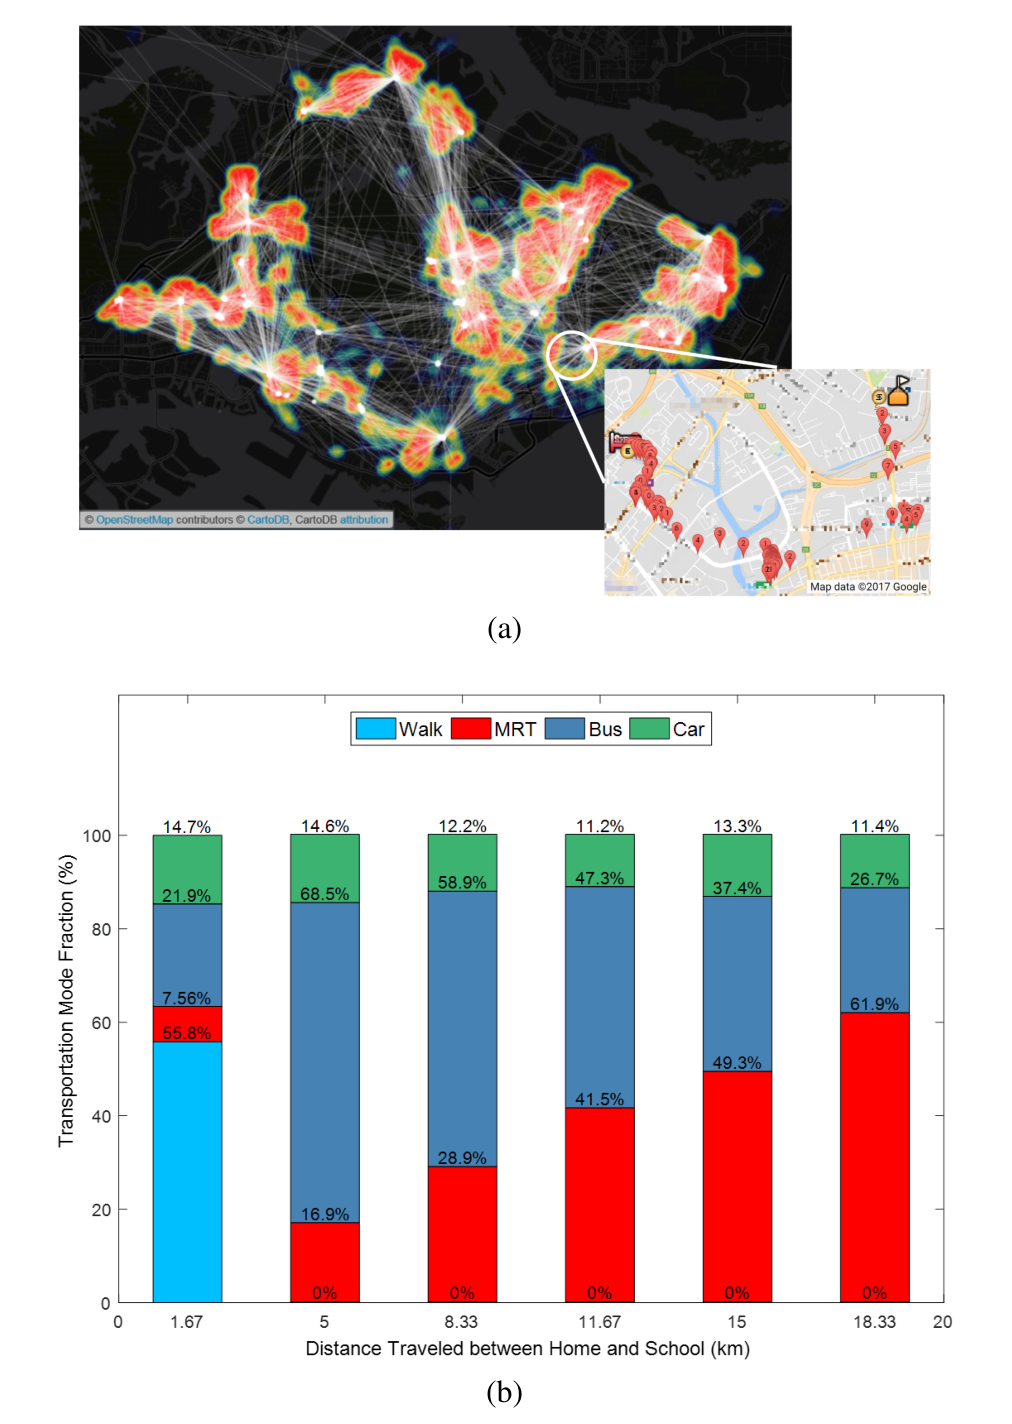 © OpenStreetMap contributors © CartoDB, CartoDB attribution
Map data ©2017 Google
(a)
Walk MRT Bus Car
14.7% 14.6% 12.2% 11.2% 13.3% 11.4%
21.9% 68.5% 58.9% 47.3% 37.4% 26.7%
7.56% 16.9% 28.9% 41.5% 49.3% 61.9%
55.8% 0% 0% 0% 0% 0%
100
80
60
40
20
0
Transportation Mode Fraction (%)
0 1.67 5 8.33 11.67 15 18.33 20
Distance Traveled between Home and School (km)
(b)